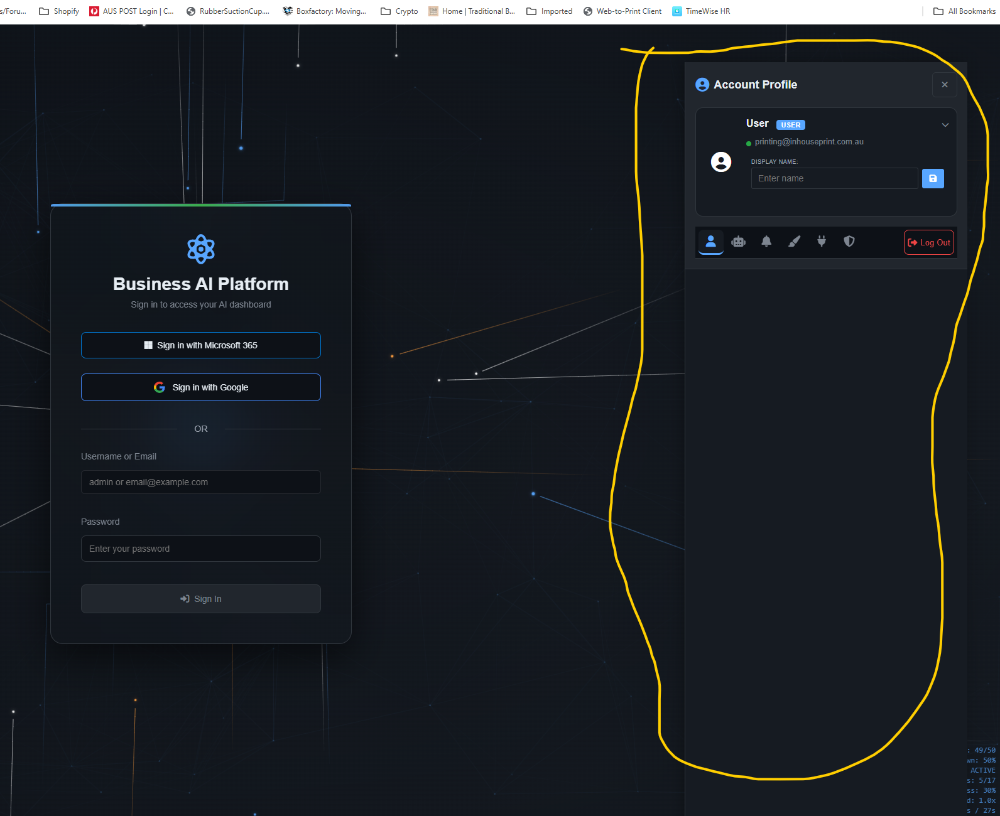 s/Foru...
Shopify
AUS POST Login | C...
RubberSuctionCup....
Boxfactory: Moving...
Crypto
Home | Traditional B...
Imported
Web-to-Print Client
TimeWise HR
All Bookmarks
Business AI Platform
Sign in to access your AI dashboard
Sign in with Microsoft 365
Sign in with Google
OR
Username or Email
admin or email@example.com
Password
Enter your password
Sign In
Account Profile
User USER
printing@inhouseprint.com.au
DISPLAY NAME:
Enter name
Log Out
: 49/50
wn: 50%
ACTIVE
s: 5/17
ss: 30%
d: 1.0x
s / 27s